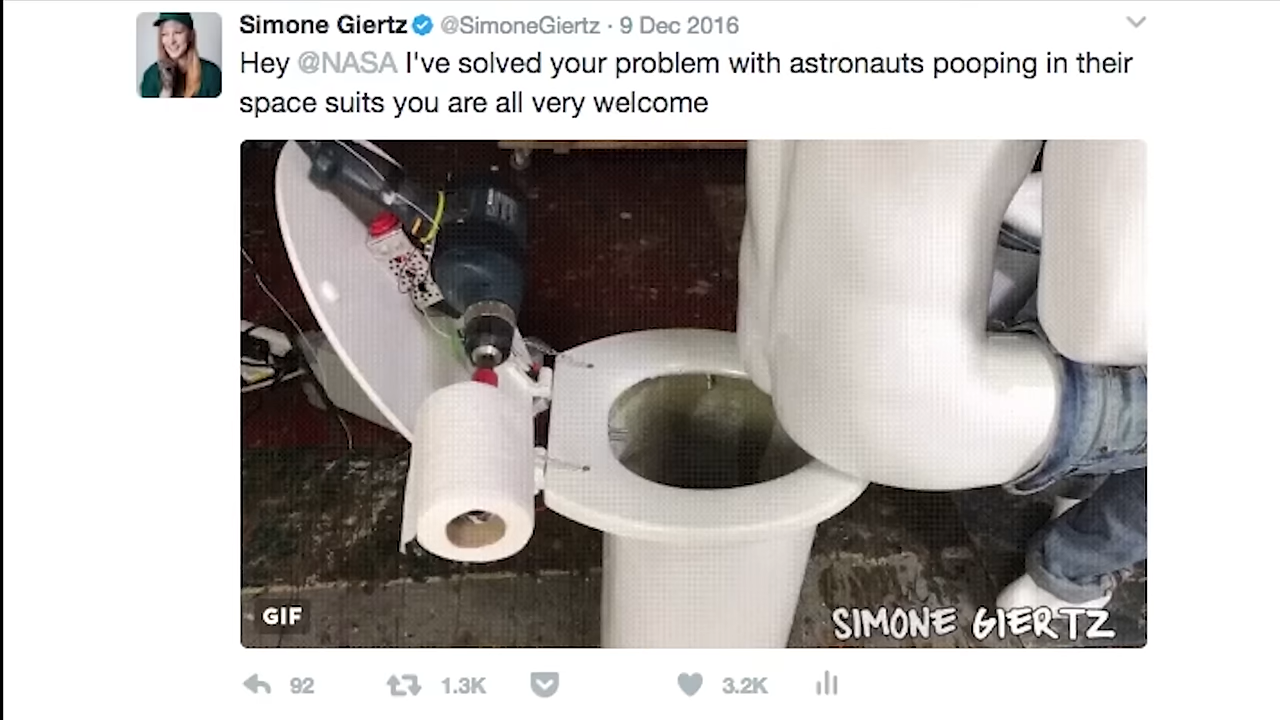 Simone Giertz @SimoneGiertz · 9 Dec 2016
Hey @NASA I've solved your problem with astronauts pooping in their
space suits you are all very welcome
GIF
SIMONE GIERTZ
92 1.3K 3.2K